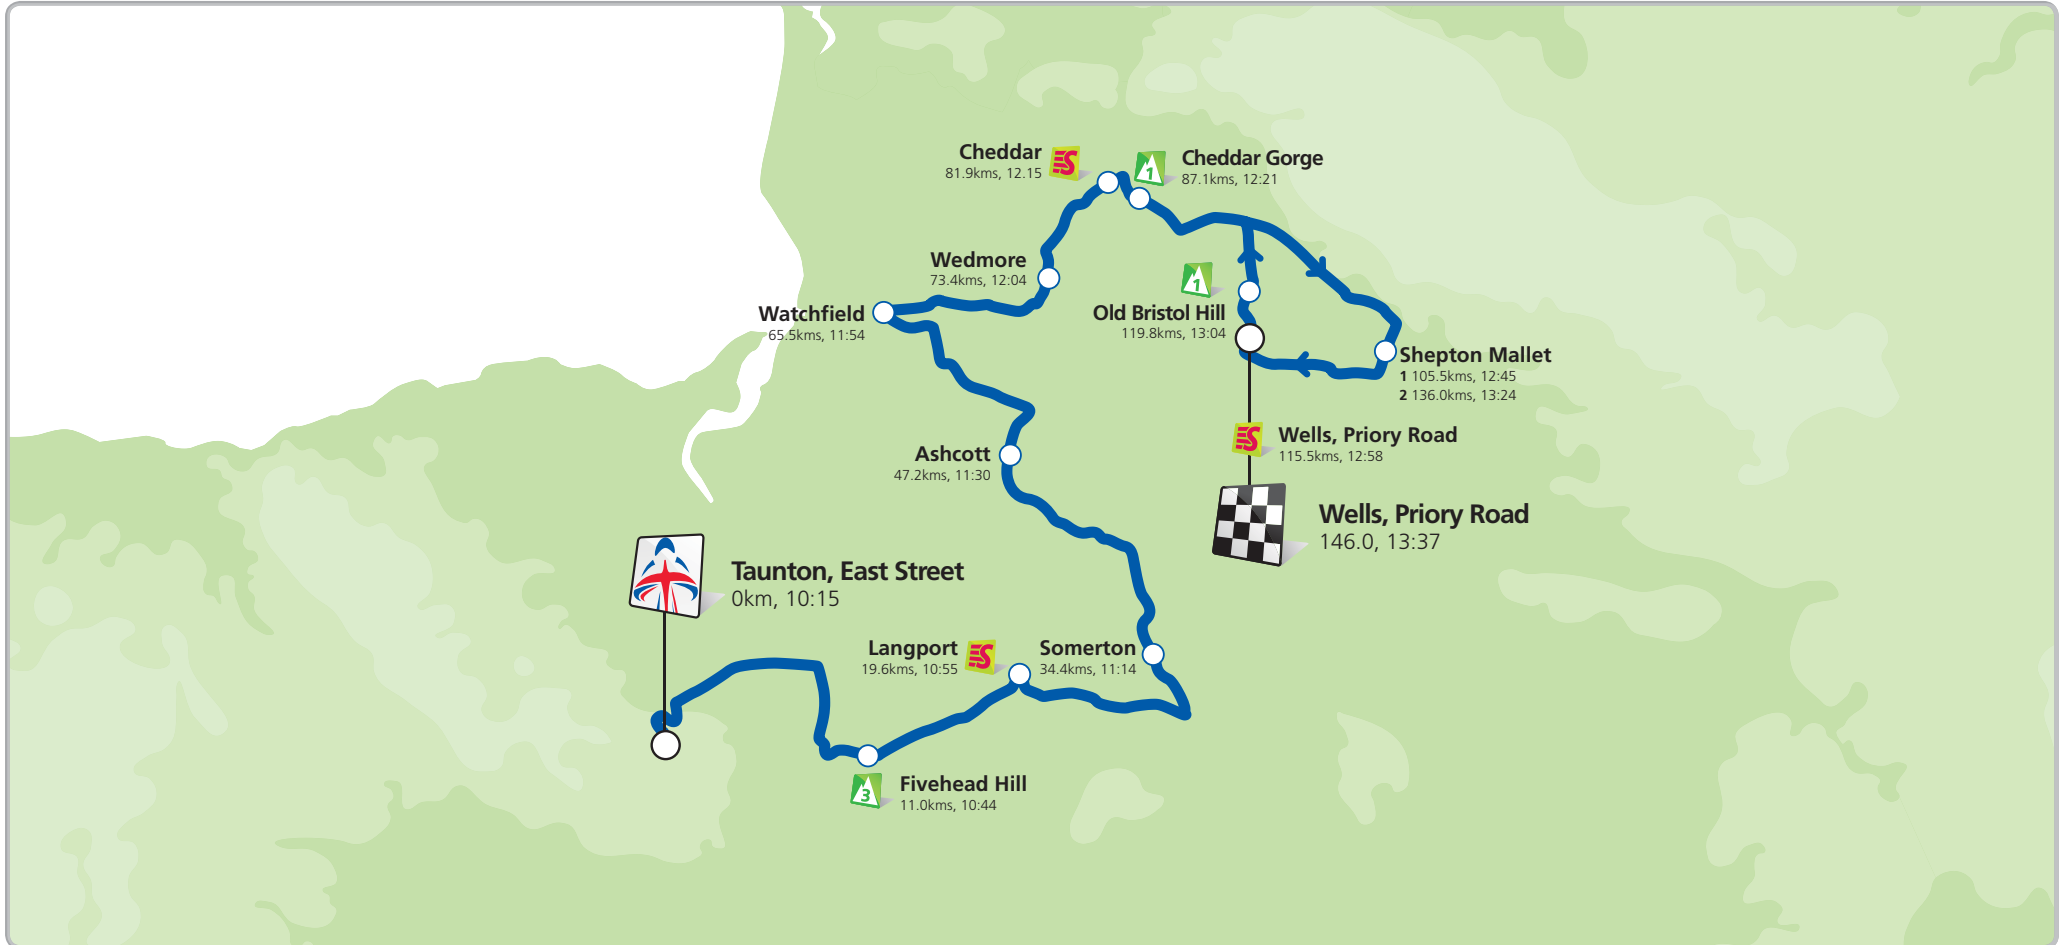 Cheddar
81.9kms, 12.15
S
1
Cheddar Gorge
87.1kms, 12:21
Wedmore
73.4kms, 12:04
1
Watchfield
65.5kms, 11:54
Old Bristol Hill
119.8kms, 13:04
Shepton Mallet
1 105.5kms, 12:45
2 136.0kms, 13:24
Ashcott
47.2kms, 11:30
S
Wells, Priory Road
115.5kms, 12:58
Wells, Priory Road
146.0, 13:37
Taunton, East Street
0km, 10:15
Langport
19.6kms, 10:55
S
Somerton
34.4kms, 11:14
3
Fivehead Hill
11.0kms, 10:44